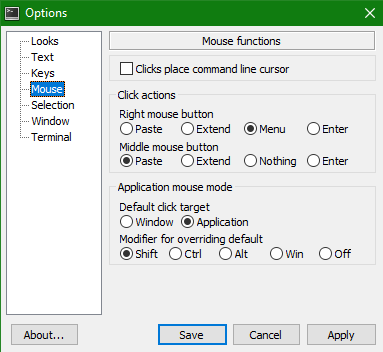 Options
Looks
Text
Keys
Mouse
Selection
Window
Terminal
Mouse functions
Clicks place command line cursor
Click actions
Right mouse button
Paste Extend Menu Enter
Middle mouse button
Paste Extend Nothing Enter
Application mouse mode
Default click target
Window Application
Modifier for overriding default
Shift Ctrl Alt Win Off
About... Save Cancel Apply